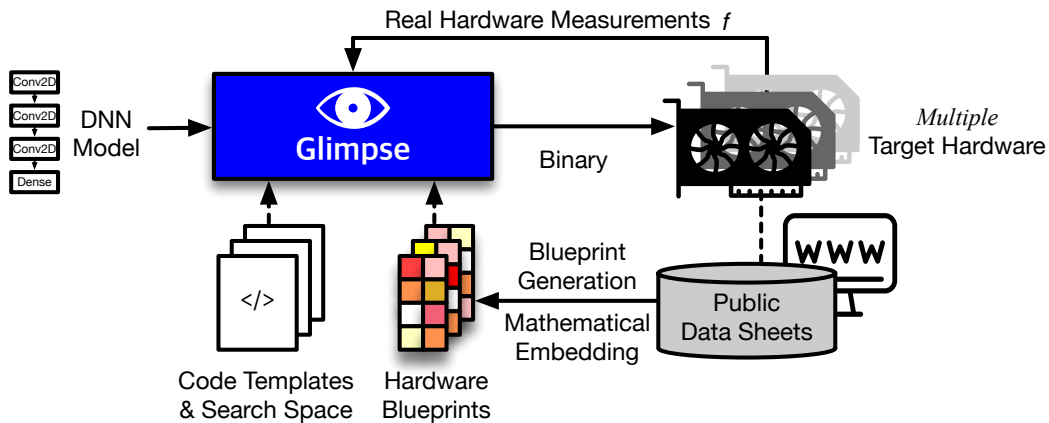 Real Hardware Measurements f
Conv2D
Conv2D
Conv2D
Dense
DNN
Model
Glimpse
Binary
Multiple
Target Hardware
WWW
</>
Blueprint
Generation
Mathematical
Embedding
Public
Data Sheets
Code Templates
& Search Space
Hardware
Blueprints